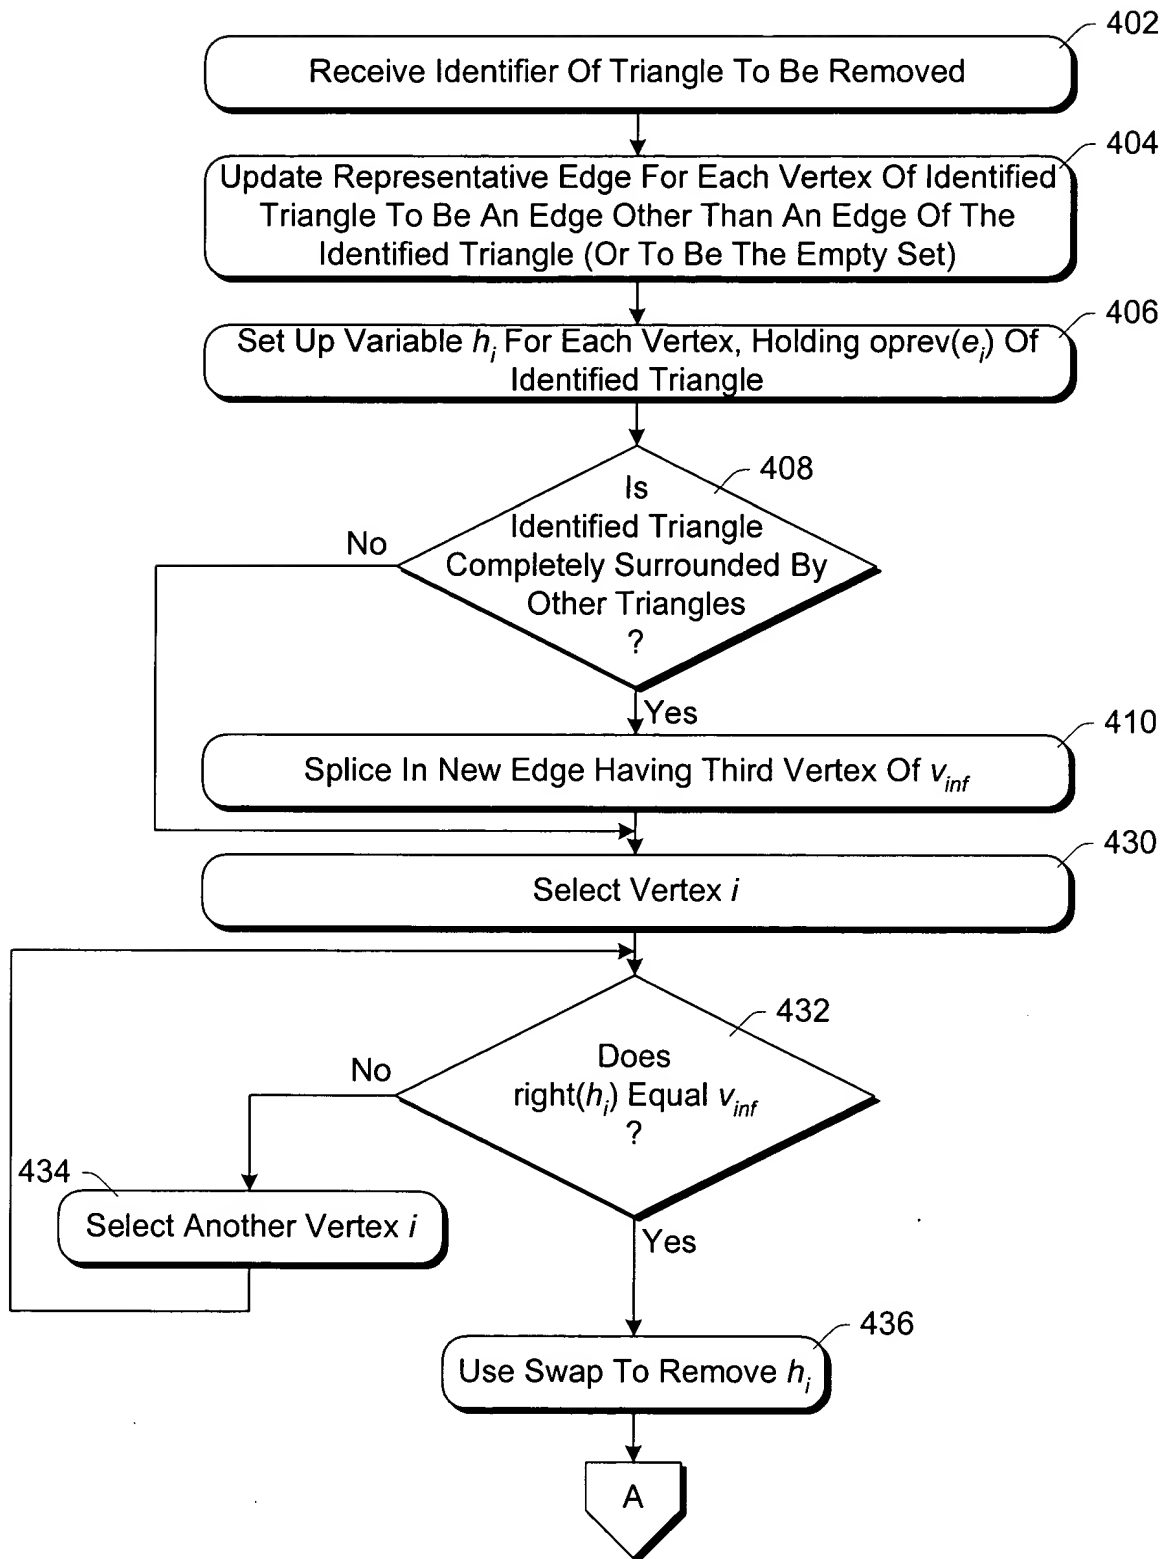 402
Receive Identifier Of Triangle To Be Removed
404
Update Representative Edge For Each Vertex Of Identified
Triangle To Be An Edge Other Than An Edge Of The
Identified Triangle (Or To Be The Empty Set)
406
Set Up Variable h_i For Each Vertex, Holding oprev(e_i) Of
Identified Triangle
408
Is
Identified Triangle
Completely Surrounded By
Other Triangles
?
No
Yes
410
Splice In New Edge Having Third Vertex Of v_inf
430
Select Vertex i
432
Does
right(h_i) Equal v_inf
?
No
434
Select Another Vertex i
Yes
436
Use Swap To Remove h_i
A